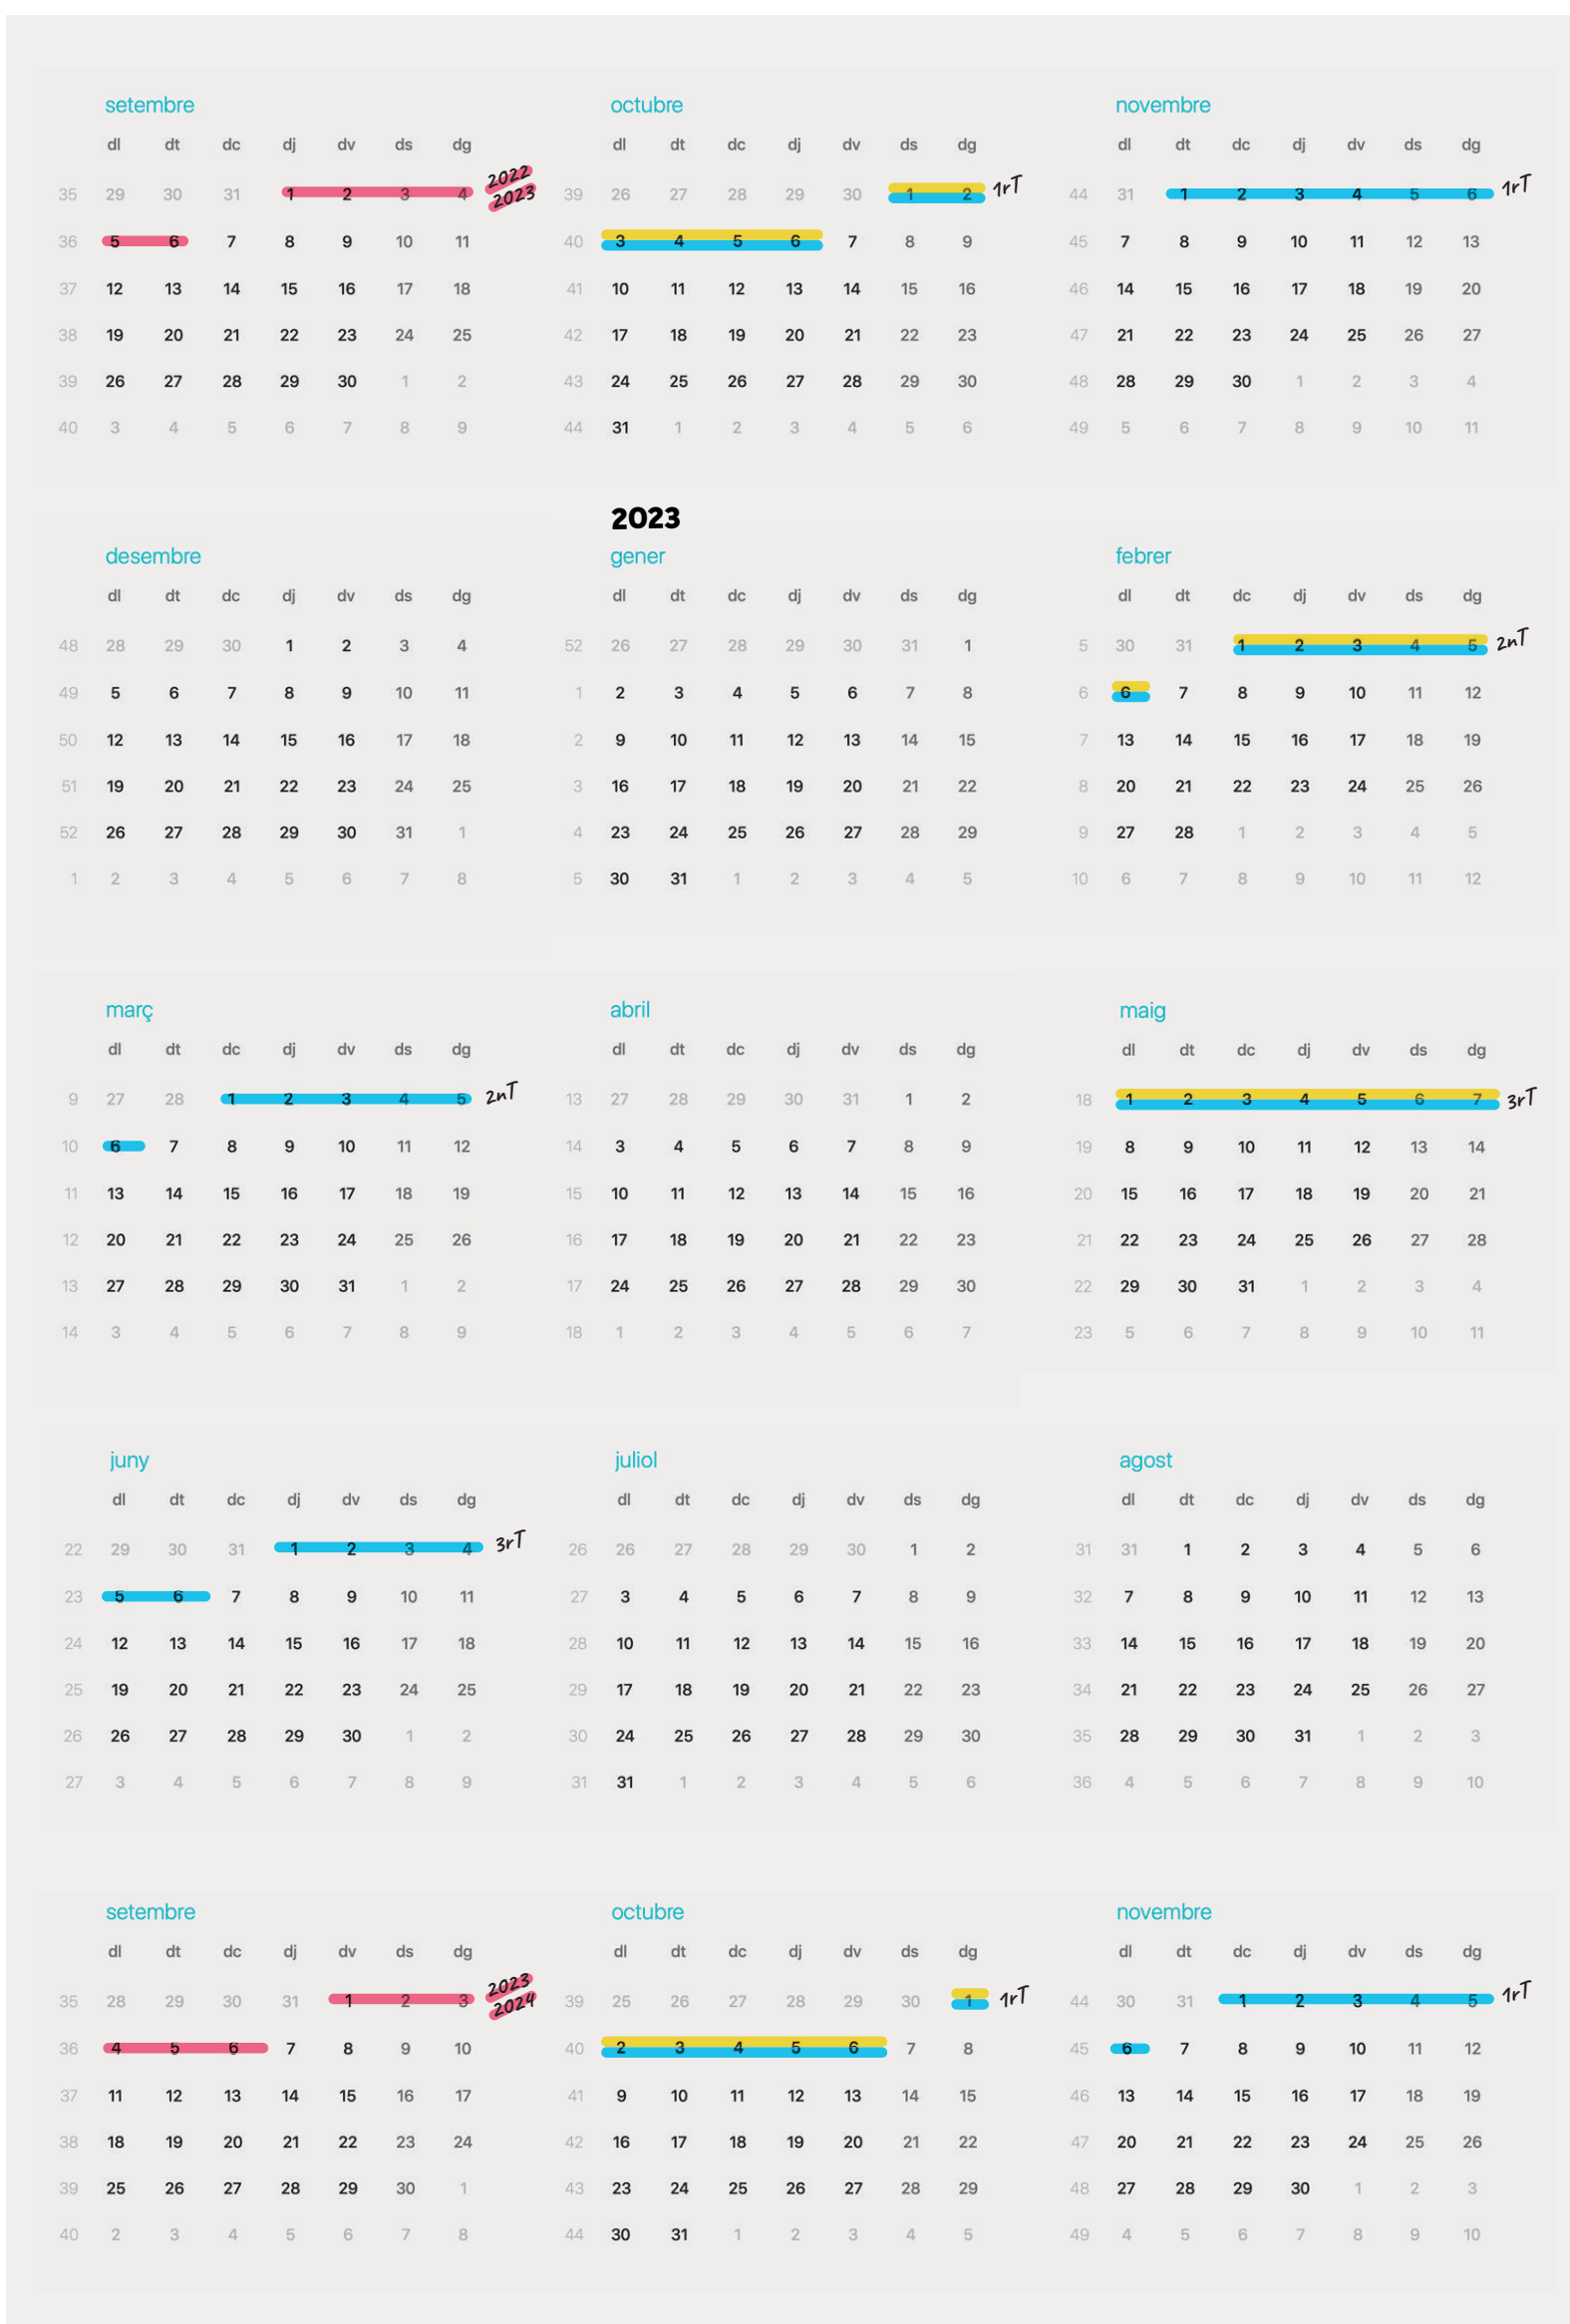 setembre octubre novembre
dl dt dc dj dv ds dg dl dt dc dj dv ds dg dl dt dc dj dv ds dg
35 29 30 31 1 2 3 4 2022 2023 39 26 27 28 29 30 1 2 1rT 44 31 1 2 3 4 5 6 1rT
36 5 6 7 8 9 10 11 40 3 4 5 6 7 8 9 45 7 8 9 10 11 12 13
37 12 13 14 15 16 17 18 41 10 11 12 13 14 15 16 46 14 15 16 17 18 19 20
38 19 20 21 22 23 24 25 42 17 18 19 20 21 22 23 47 21 22 23 24 25 26 27
39 26 27 28 29 30 1 2 43 24 25 26 27 28 29 30 48 28 29 30 1 2 3 4
40 3 4 5 6 7 8 9 44 31 1 2 3 4 5 6 49 5 6 7 8 9 10 11
2023
desembre gener febrer
dl dt dc dj dv ds dg dl dt dc dj dv ds dg dl dt dc dj dv ds dg
48 28 29 30 1 2 3 4 52 26 27 28 29 30 31 1 5 30 31 1 2 3 4 5 2nT
49 5 6 7 8 9 10 11 1 2 3 4 5 6 7 8 6 6 7 8 9 10 11 12
50 12 13 14 15 16 17 18 2 9 10 11 12 13 14 15 7 13 14 15 16 17 18 19
51 19 20 21 22 23 24 25 3 16 17 18 19 20 21 22 8 20 21 22 23 24 25 26
52 26 27 28 29 30 31 1 4 23 24 25 26 27 28 29 9 27 28 1 2 3 4 5
1 2 3 4 5 6 7 8 5 30 31 1 2 3 4 5 10 6 7 8 9 10 11 12
març abril maig
dl dt dc dj dv ds dg dl dt dc dj dv ds dg dl dt dc dj dv ds dg
9 27 28 1 2 3 4 5 2nT 13 27 28 29 30 31 1 2 18 1 2 3 4 5 6 7 3rT
10 6 7 8 9 10 11 12 14 3 4 5 6 7 8 9 19 8 9 10 11 12 13 14
11 13 14 15 16 17 18 19 15 10 11 12 13 14 15 16 20 15 16 17 18 19 20 21
12 20 21 22 23 24 25 26 16 17 18 19 20 21 22 23 21 22 23 24 25 26 27 28
13 27 28 29 30 31 1 2 17 24 25 26 27 28 29 30 22 29 30 31 1 2 3 4
14 3 4 5 6 7 8 9 18 1 2 3 4 5 6 7 23 5 6 7 8 9 10 11
juny juliol agost
dl dt dc dj dv ds dg dl dt dc dj dv ds dg dl dt dc dj dv ds dg
22 29 30 31 1 2 3 4 3rT 26 26 27 28 29 30 1 2 31 31 1 2 3 4 5 6
23 5 6 7 8 9 10 11 27 3 4 5 6 7 8 9 32 7 8 9 10 11 12 13
24 12 13 14 15 16 17 18 28 10 11 12 13 14 15 16 33 14 15 16 17 18 19 20
25 19 20 21 22 23 24 25 29 17 18 19 20 21 22 23 34 21 22 23 24 25 26 27
26 26 27 28 29 30 1 2 30 24 25 26 27 28 29 30 35 28 29 30 31 1 2 3
27 3 4 5 6 7 8 9 31 31 1 2 3 4 5 6 36 4 5 6 7 8 9 10
setembre octubre novembre
dl dt dc dj dv ds dg dl dt dc dj dv ds dg dl dt dc dj dv ds dg
35 28 29 30 31 1 2 3 2023 2024 39 25 26 27 28 29 30 1 1rT 44 30 31 1 2 3 4 5 1rT
36 4 5 6 7 8 9 10 40 2 3 4 5 6 7 8 45 6 7 8 9 10 11 12
37 11 12 13 14 15 16 17 41 9 10 11 12 13 14 15 46 13 14 15 16 17 18 19
38 18 19 20 21 22 23 24 42 16 17 18 19 20 21 22 47 20 21 22 23 24 25 26
39 25 26 27 28 29 30 1 43 23 24 25 26 27 28 29 48 27 28 29 30 1 2 3
40 2 3 4 5 6 7 8 44 30 31 1 2 3 4 5 49 4 5 6 7 8 9 10